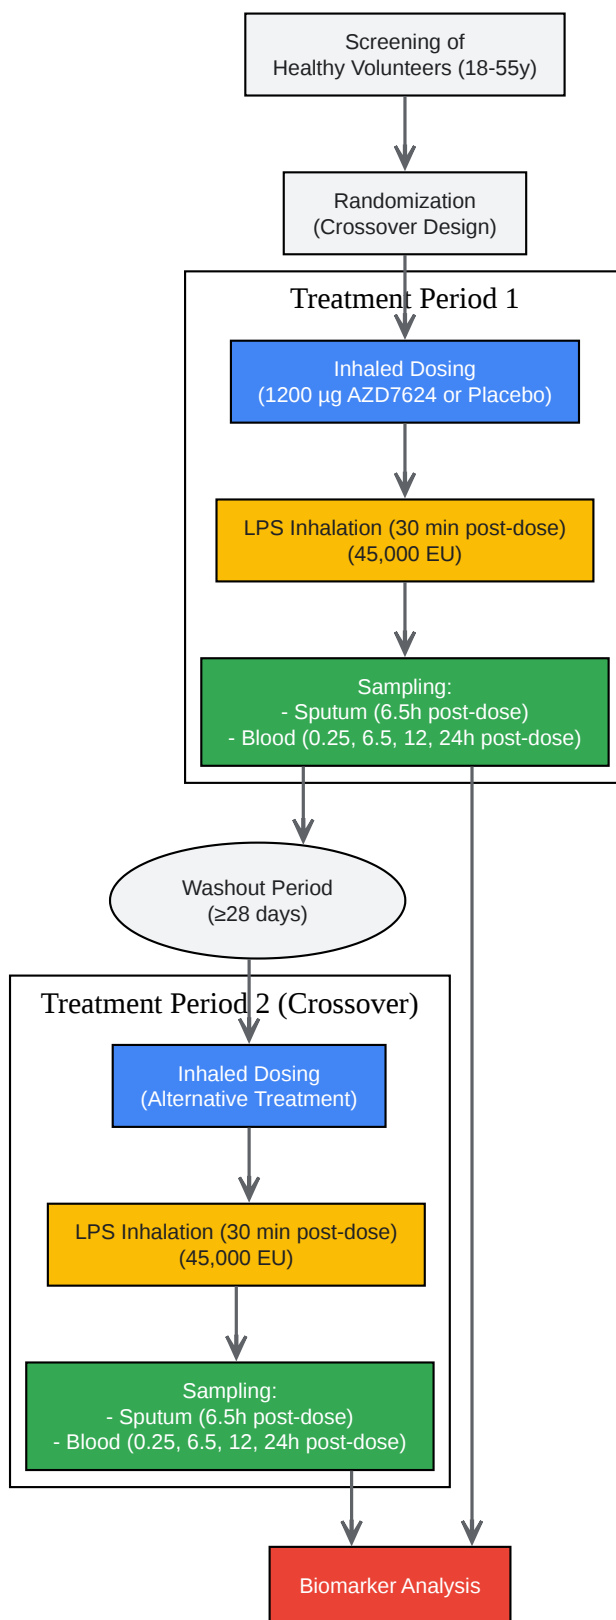 Screening of
Healthy Volunteers (18-55y)
Randomization
(Crossover Design)
Treatment Period 1
Inhaled Dosing
(1200 µg AZD7624 or Placebo)
LPS Inhalation (30 min post-dose)
(45,000 EU)
Sampling:
- Sputum (6.5h post-dose)
- Blood (0.25, 6.5, 12, 24h post-dose)
Washout Period
(≥28 days)
Treatment Period 2 (Crossover)
Inhaled Dosing
(Alternative Treatment)
LPS Inhalation (30 min post-dose)
(45,000 EU)
Sampling:
- Sputum (6.5h post-dose)
- Blood (0.25, 6.5, 12, 24h post-dose)
Biomarker Analysis